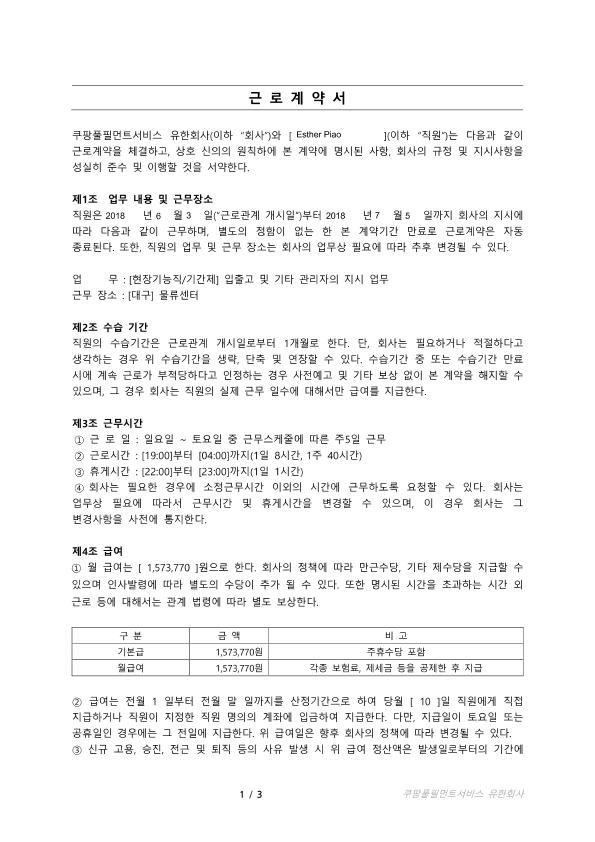 근 로 계 약 서
쿠팡풀필먼트서비스 유한회사(이하 “회사”)와 [ Esther Piao ](이하 “직원”)는 다음과 같이
근로계약을 체결하고, 상호 신의의 원칙하에 본 계약에 명시된 사항, 회사의 규정 및 지시사항을
성실히 준수 및 이행할 것을 서약한다.
제1조 업무 내용 및 근무장소
직원은 2018 년 6 월 3 일(“근로관계 개시일”)부터 2018 년 7 월 5 일까지 회사의 지시에
따라 다음과 같이 근무하며, 별도의 정함이 없는 한 본 계약기간 만료로 근로계약은 자동
종료된다. 또한, 직원의 업무 및 근무 장소는 회사의 업무상 필요에 따라 추후 변경될 수 있다.
업 무 : [현장기능직/기간제] 입출고 및 기타 관리자의 지시 업무
근무 장소 : [대구] 물류센터
제2조 수습 기간
직원의 수습기간은 근로관계 개시일로부터 1개월로 한다. 단, 회사는 필요하거나 적절하다고
생각하는 경우 위 수습기간을 생략, 단축 및 연장할 수 있다. 수습기간 중 또는 수습기간 만료
시에 계속 근로가 부적당하다고 인정하는 경우 사전예고 및 기타 보상 없이 본 계약을 해지할 수
있으며, 그 경우 회사는 직원의 실제 근무 일수에 대해서만 급여를 지급한다.
제3조 근무시간
① 근 로 일 : 일요일 ~ 토요일 중 근무스케줄에 따른 주5일 근무
② 근로시간 : [19:00]부터 [04:00]까지(1일 8시간, 1주 40시간)
③ 휴게시간 : [22:00]부터 [23:00]까지(1일 1시간)
④ 회사는 필요한 경우에 소정근무시간 이외의 시간에 근무하도록 요청할 수 있다. 회사는
업무상 필요에 따라서 근무시간 및 휴게시간을 변경할 수 있으며, 이 경우 회사는 그
변경사항을 사전에 통지한다.
제4조 급여
① 월 급여는 [ 1,573,770 ]원으로 한다. 회사의 정책에 따라 만근수당, 기타 제수당을 지급할 수
있으며 인사발령에 따라 별도의 수당이 추가 될 수 있다. 또한 명시된 시간을 초과하는 시간 외
근로 등에 대해서는 관계 법령에 따라 별도 보상한다.
구 분 금 액 비 고
기본급 1,573,770원 주휴수당 포함
월급여 1,573,770원 각종 보험료, 제세금 등을 공제한 후 지급
② 급여는 전월 1 일부터 전월 말 일까지를 산정기간으로 하여 당월 [ 10 ]일 직원에게 직접
지급하거나 직원이 지정한 직원 명의의 계좌에 입금하여 지급한다. 다만, 지급일이 토요일 또는
공휴일인 경우에는 그 전일에 지급한다. 위 급여일은 향후 회사의 정책에 따라 변경될 수 있다.
③ 신규 고용, 승진, 전근 및 퇴직 등의 사유 발생 시 위 급여 정산액은 발생일로부터의 기간에
1 / 3 쿠팡풀필먼트서비스 유한회사